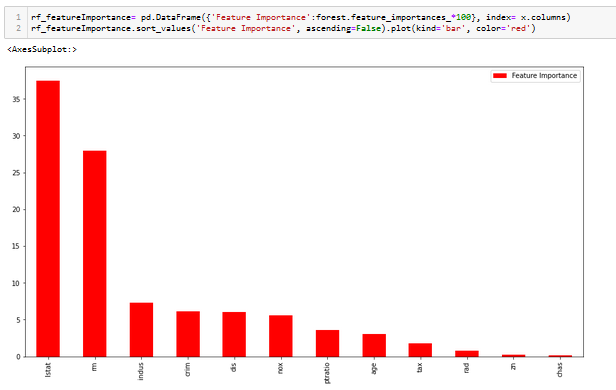 1 rf_featureImportance= pd.DataFrame({'Feature Importance':forest.feature_importances_*100}, index= x.columns)
2 rf_featureImportance.sort_values('Feature Importance', ascending=False).plot(kind='bar', color='red')
<AxesSubplot:>
Feature Importance
35
30
25
20
15
10
5
0
lstat rm indus crim dis nox ptratio age tax rad zn chas